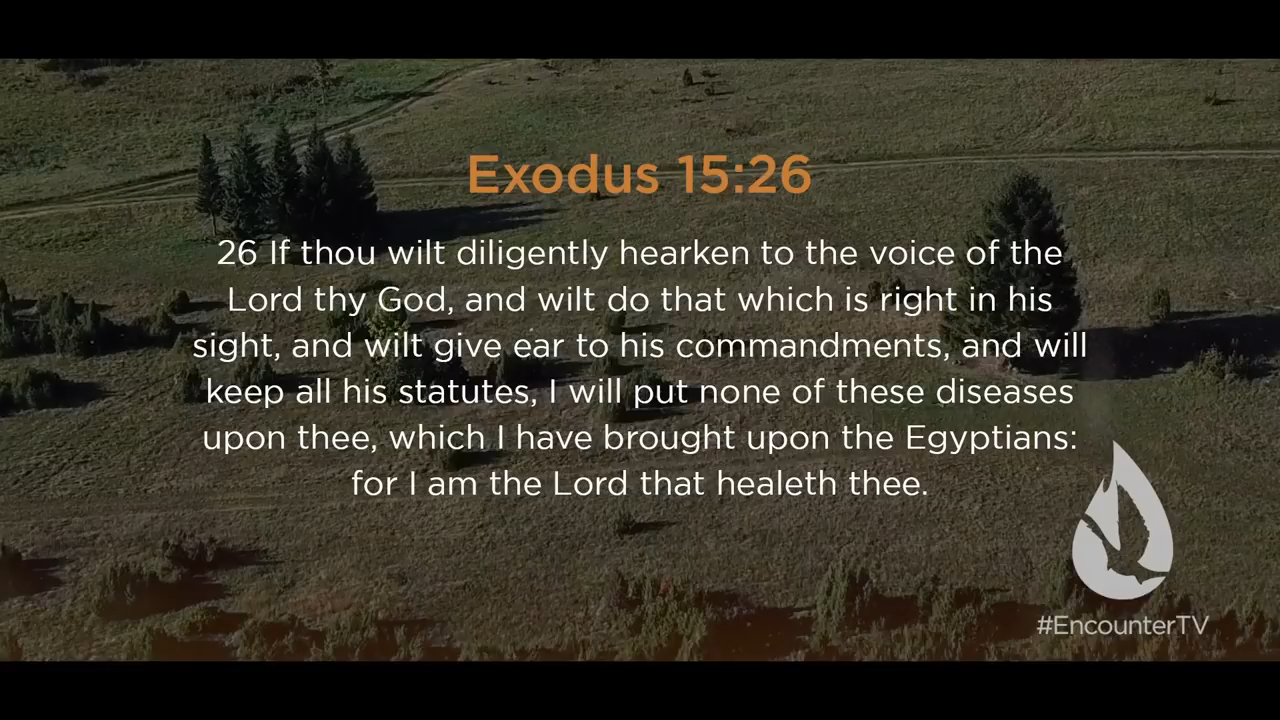 Exodus 15:26
26 If thou wilt diligently hearken to the voice of the
Lord thy God, and wilt do that which is right in his
sight, and wilt give ear to his commandments, and will
keep all his statutes, I will put none of these diseases
upon thee, which I have brought upon the Egyptians:
for I am the Lord that healeth thee.
#EncounterTV